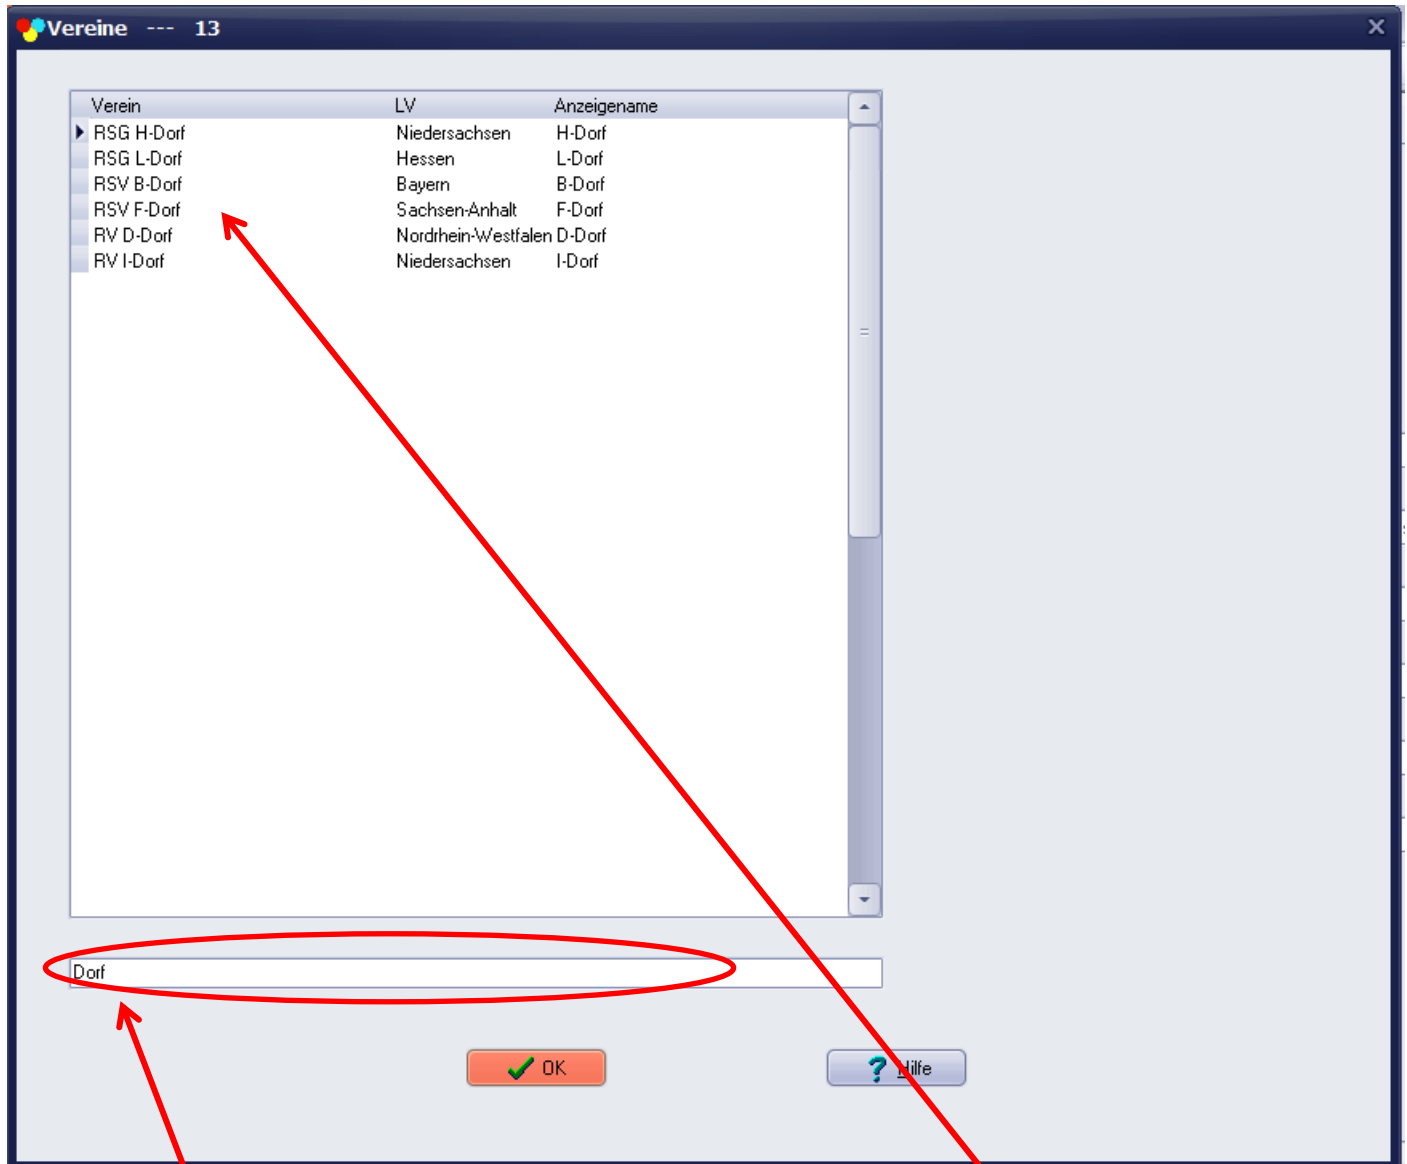 Vereine --- 13
Verein LV Anzeigename
RSG H-Dorf Niedersachsen H-Dorf
RSG L-Dorf Hessen L-Dorf
RSV B-Dorf Bayern B-Dorf
RSV F-Dorf Sachsen-Anhalt F-Dorf
RV D-Dorf Nordrhein-Westfalen D-Dorf
RV I-Dorf Niedersachsen I-Dorf
Dorf
OK ? Hilfe